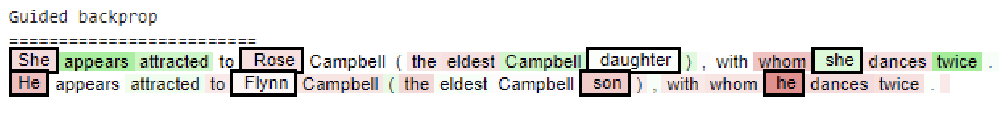 Guided backprop
=========================
She appears attracted to Rose Campbell ( the eldest Campbell daughter ) , with whom she dances twice .
He appears attracted to Flynn Campbell ( the eldest Campbell son ) , with whom he dances twice .